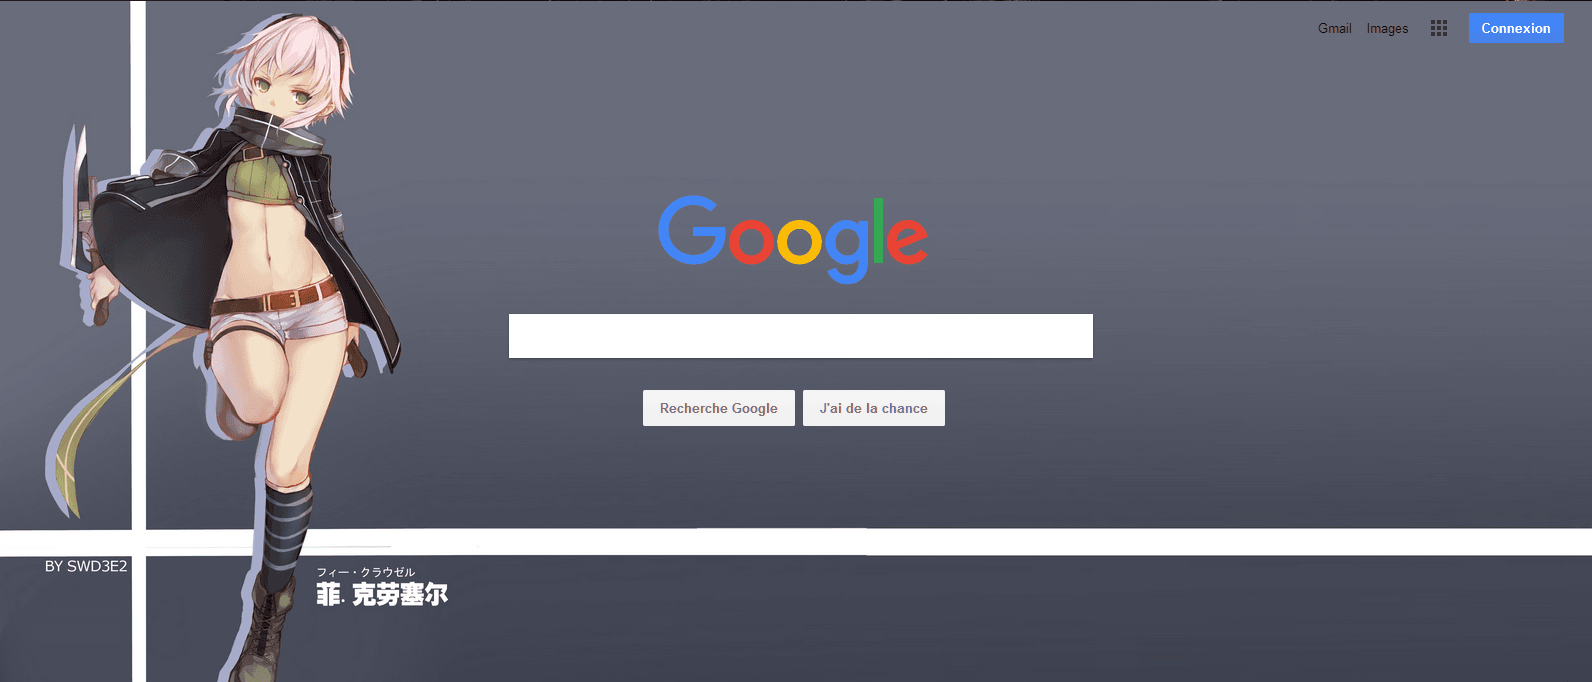 Gmail Images Connexion
Google
Recherche Google J'ai de la chance
BY SWD3E2
フィー・クラウゼル
菲. 克劳塞尔